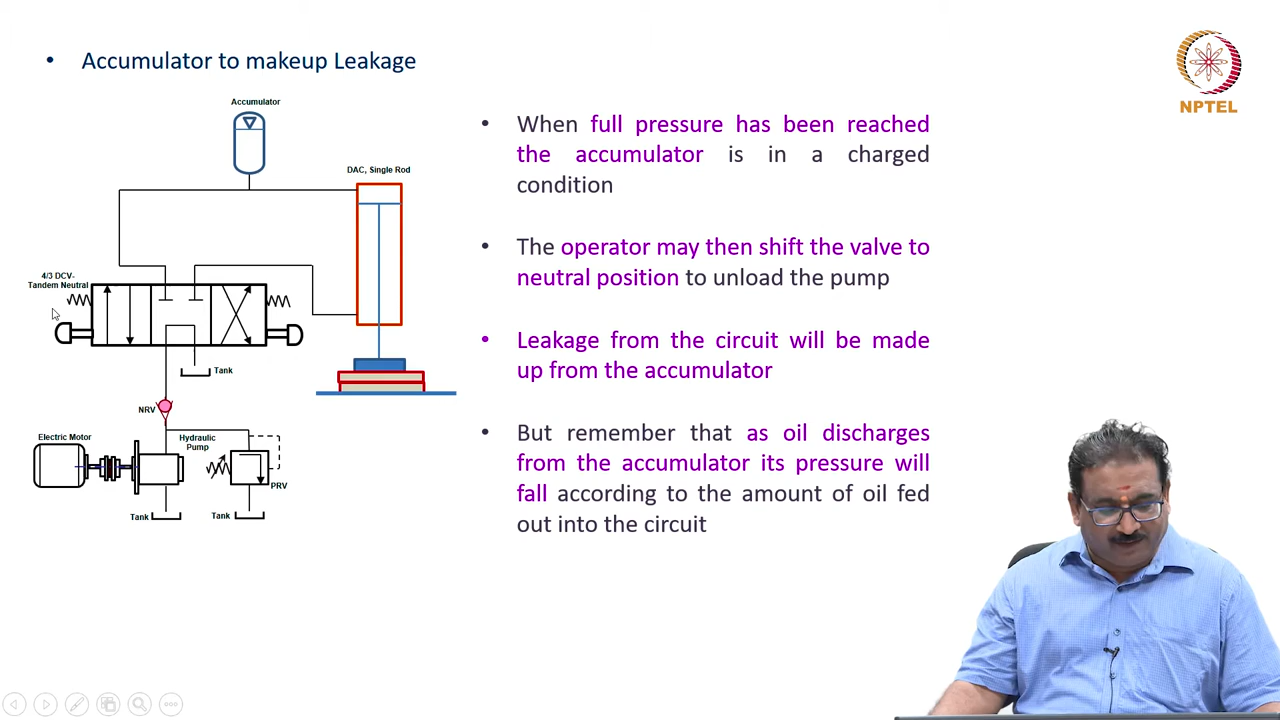 • Accumulator to makeup Leakage
NPTEL
Accumulator
DAC, Single Rod
4/3 DCV-
Tandem Neutral
Tank
NRV
Electric Motor
Hydraulic
Pump
PRV
Tank
Tank
• When full pressure has been reached
the accumulator is in a charged
condition
• The operator may then shift the valve to
neutral position to unload the pump
• Leakage from the circuit will be made
up from the accumulator
• But remember that as oil discharges
from the accumulator its pressure will
fall according to the amount of oil fed
out into the circuit